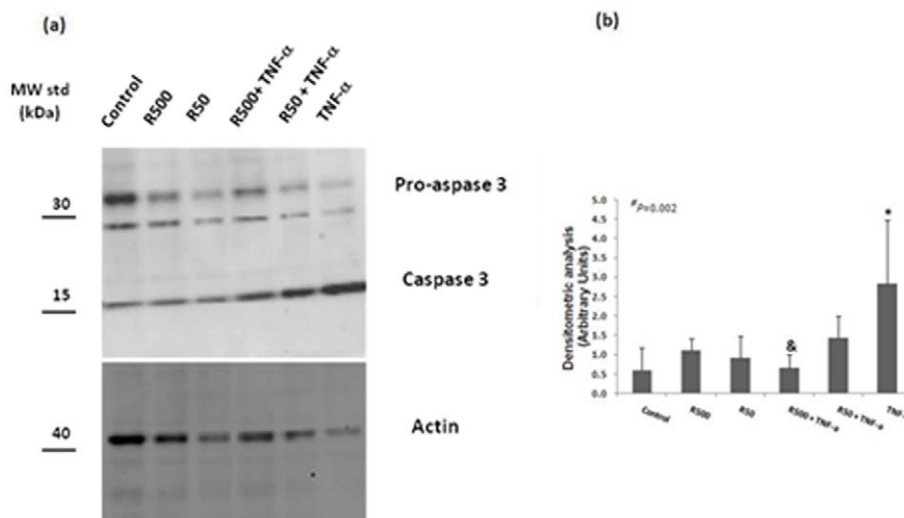 (a)
MW std
(kDa)
Control
R500
R50
R500+ TNF-α
R50 + TNF-α
TNF-α
30
15
40
Pro-aspase 3
Caspase 3
Actin
(b)
Densitometric analysis
(Arbitrary Units)
5.0
4.5
4.0
3.5
3.0
2.5
2.0
1.5
1.0
0.5
0.0
#P=0.002
&
*
Control
R500
R50
R500 + TNF-α
R50 + TNF-α
TNF-